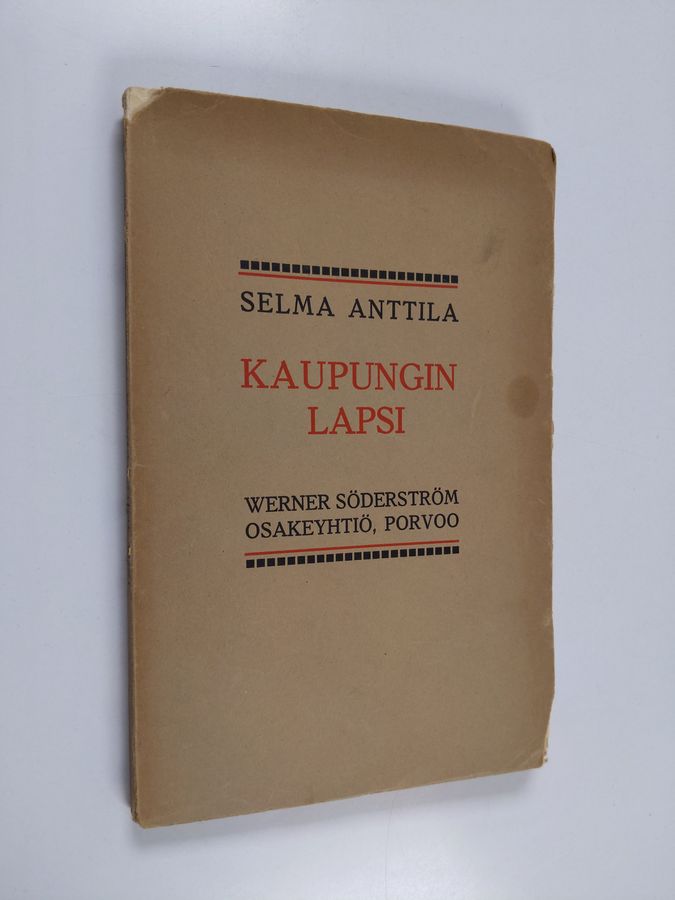 SELMA ANTTILA
KAUPUNGIN
LAPSI
WERNER SÖDERSTRÖM
OSAKEYHTIÖ, PORVOO